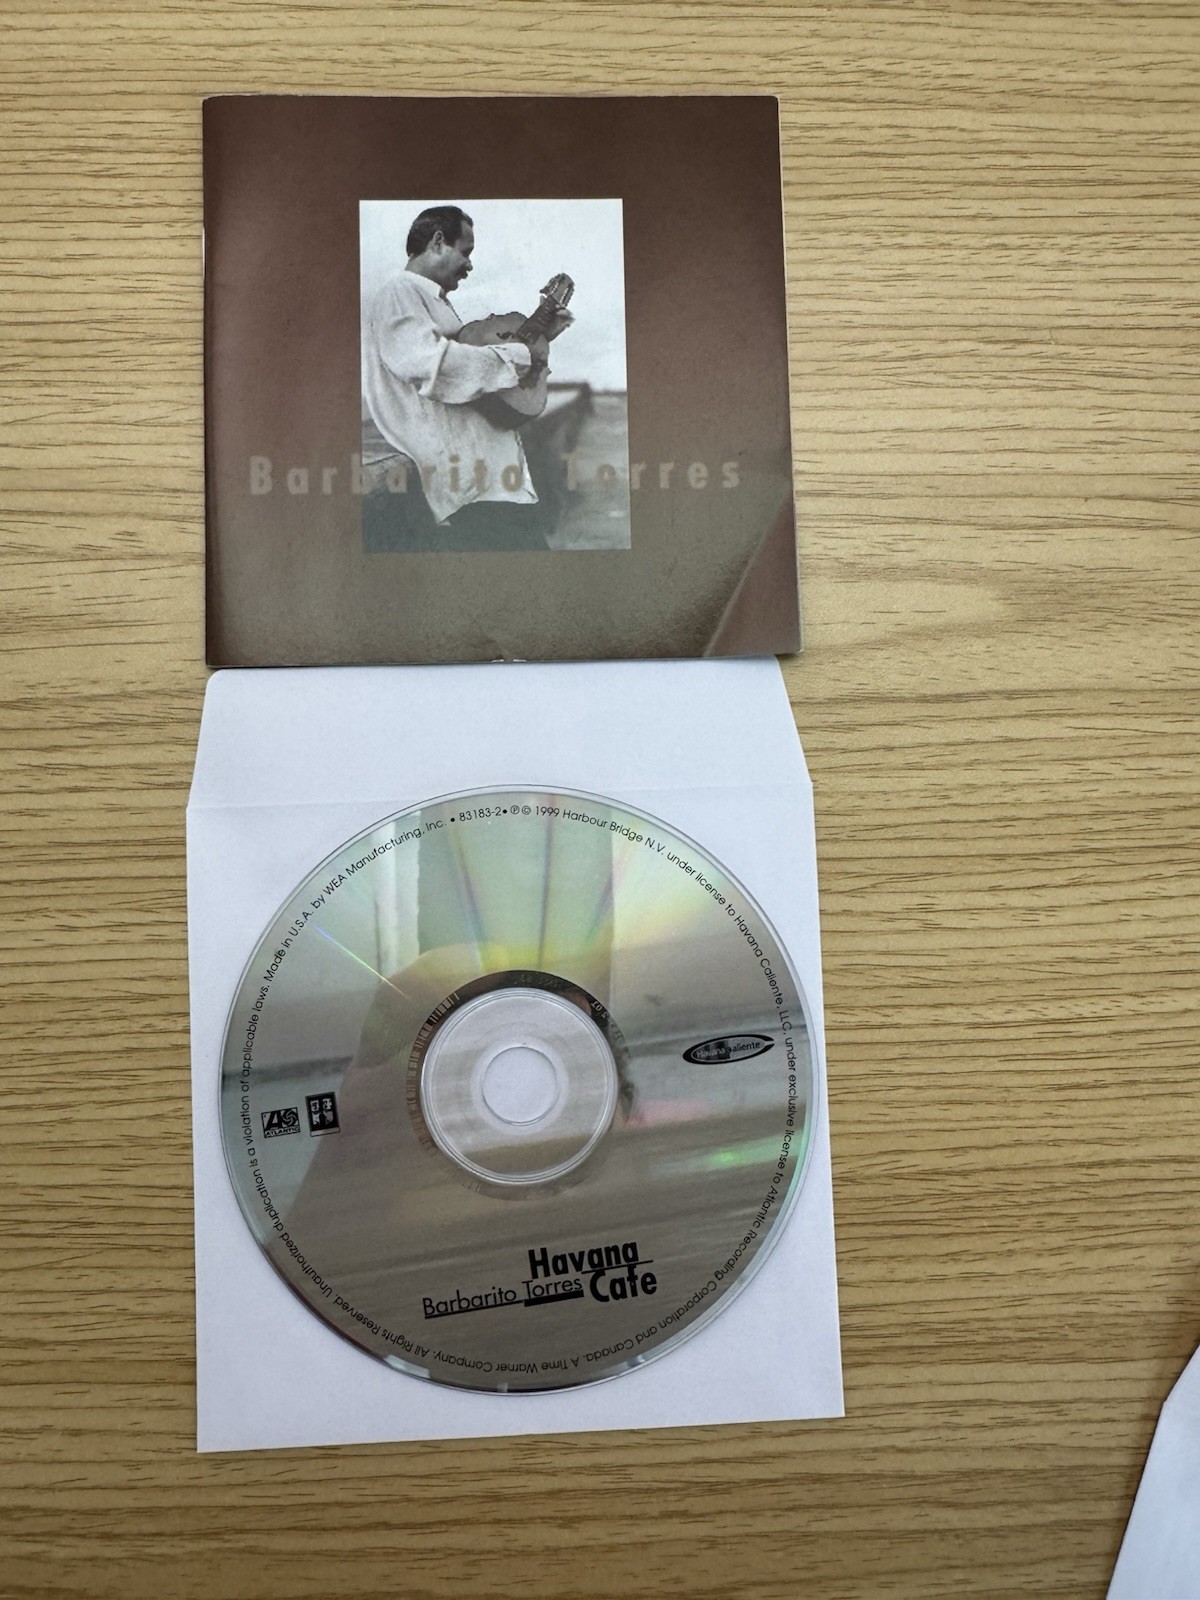 Barbarito Torres
Unauthorized duplication is a violation of applicable laws. Made in U.S.A. by WEA Manufacturing, Inc. • 83183-2• ℗© 1999 Harbour Bridge N.V. under license to Havana Caliente, LLC, under exclusive license to Atlantic Recording Corporation and Canada. A Time Warner Company. All Rights Reserved.
Havana Caliente
ATLANTIC
Havana
Barbarito Torres Cafe